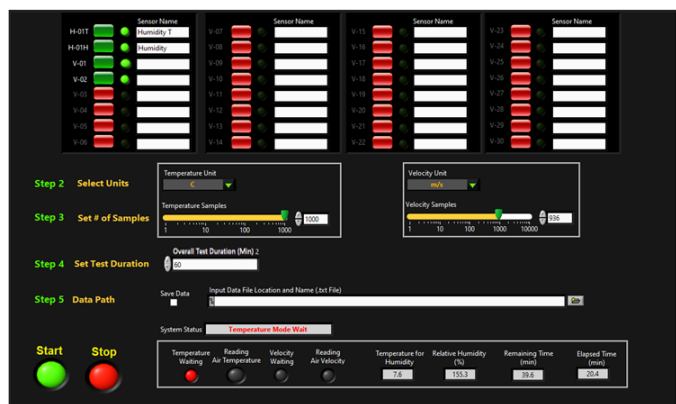 Sensor Name Sensor Name Sensor Name Sensor Name
H-01T Humidity T V-07 V-15 V-23
H-01H Humidity V-08 V-16 V-24
V-01 V-09 V-17 V-25
V-02 V-10 V-18 V-26
V-03 V-11 V-19 V-27
V-04 V-12 V-20 V-28
V-05 V-13 V-21 V-29
V-06 V-14 V-22 V-30
Temperature Unit Velocity Unit
Step 2 Select Units C m/s
Temperature Samples Velocity Samples
Step 3 Set # of Samples 1000 936
1 10 100 1000 1 10 100 1000 10000
Overall Test Duration (Min) 2
Step 4 Set Test Duration 60
Save Data Input Data File Location and Name (.txt File)
Step 5 Data Path
System Status Temperature Mode Wait
Start Stop
Temperature Waiting Reading Air Temperature Velocity Waiting Reading Air Velocity Temperature for Humidity Relative Humidity (%) Remaining Time (min) Elapsed Time (min)
7.6 155.3 39.6 20.4